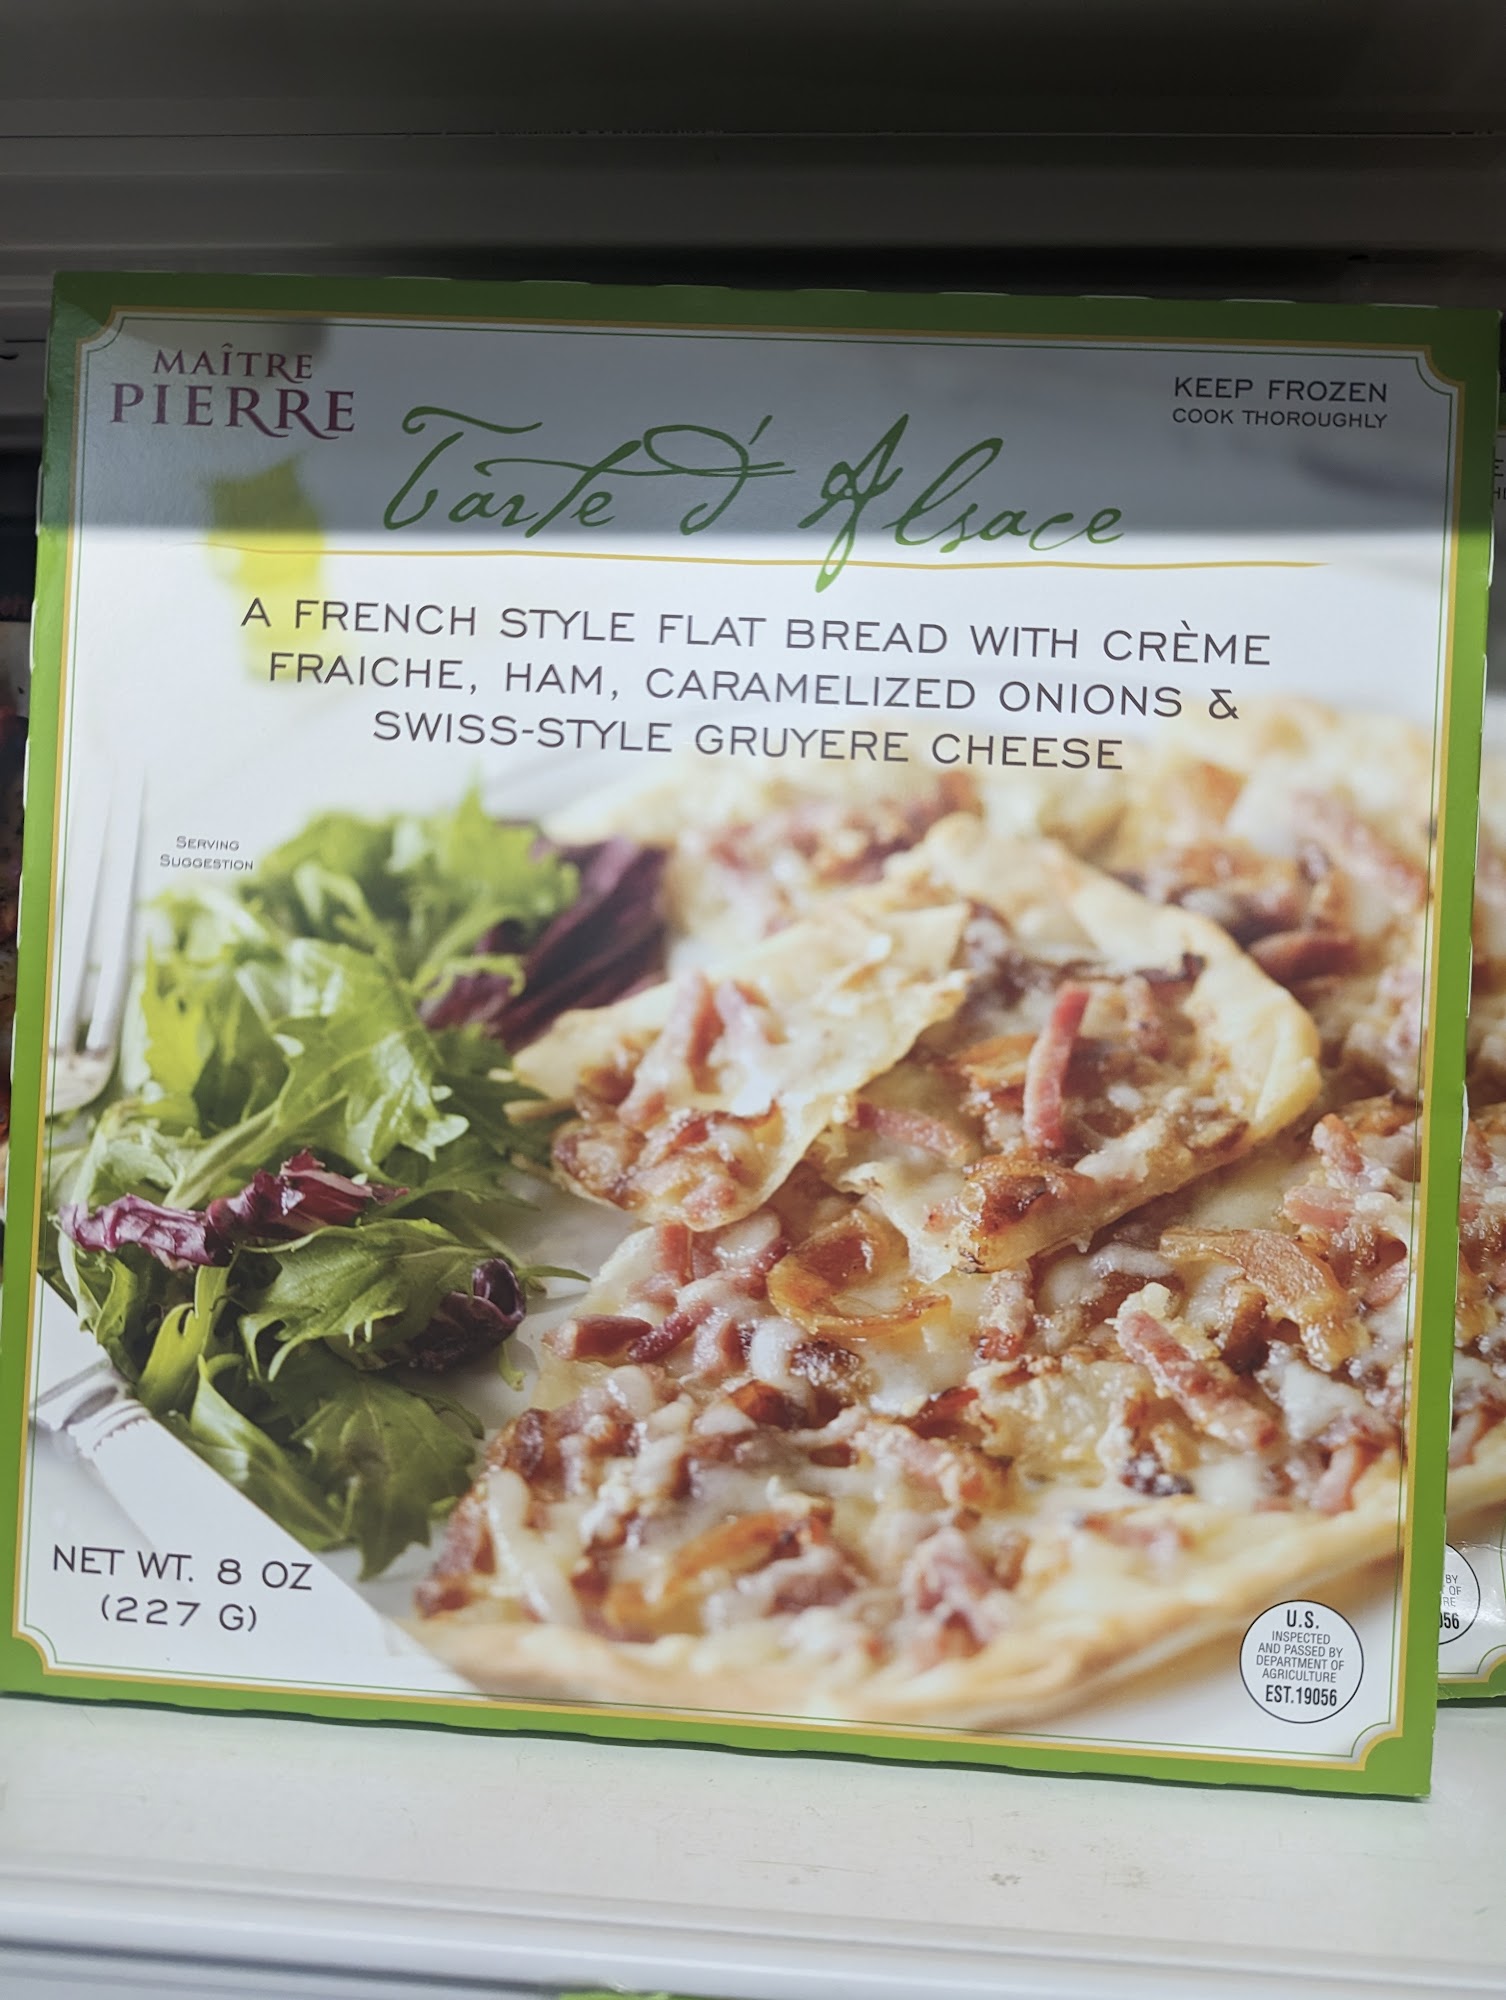 MAÎTRE
PIERRE
KEEP FROZEN
COOK THOROUGHLY
Tarte d'Alsace
A FRENCH STYLE FLAT BREAD WITH CRÈME
FRAICHE, HAM, CARAMELIZED ONIONS &
SWISS-STYLE GRUYERE CHEESE
SERVING
SUGGESTION
NET WT. 8 OZ
(227 G)
U.S.
INSPECTED
AND PASSED BY
DEPARTMENT OF
AGRICULTURE
EST.19056
BY
OF